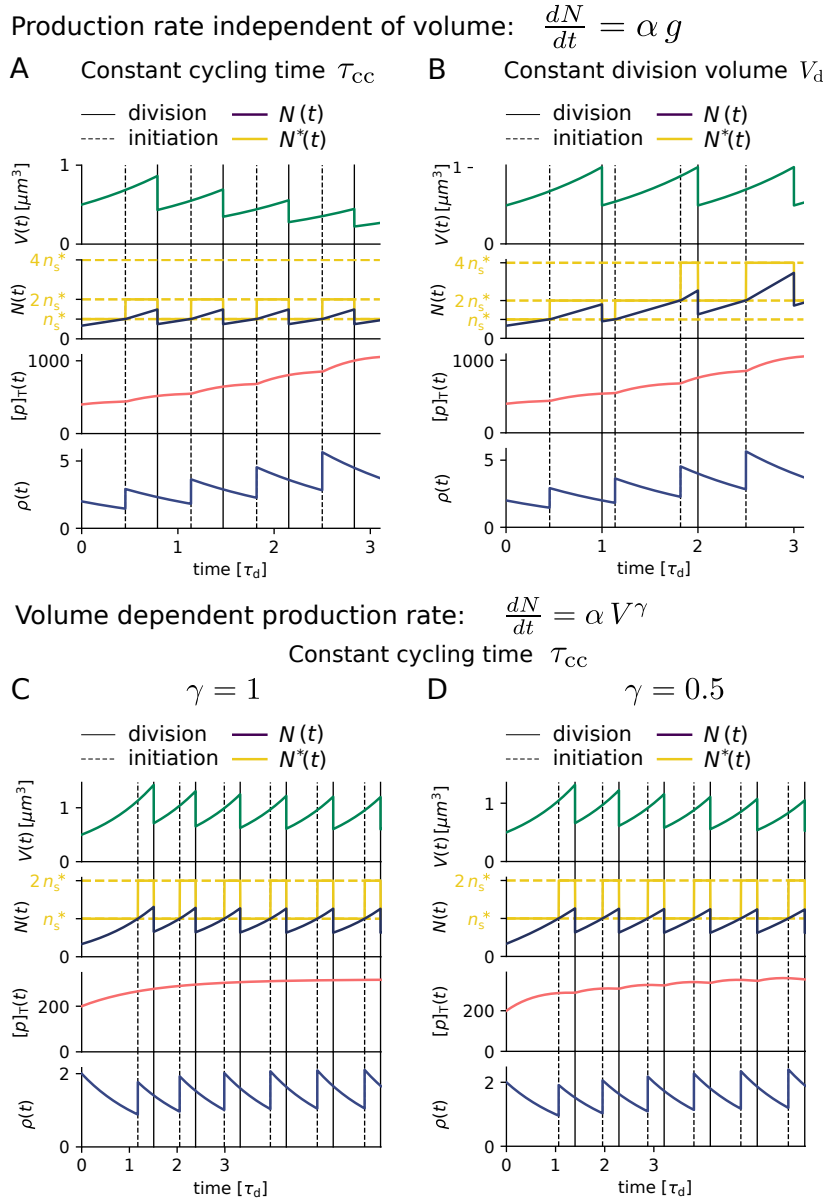 Production rate independent of volume: dN/dt = α g
A Constant cycling time τcc
B Constant division volume Vd
division N(t)
initiation N*(t)
division N(t)
initiation N*(t)
V(t) [μm³]
1
0
1
0
N(t)
4 ns*
2 ns*
ns*
0
4 ns*
2 ns*
ns*
0
[p]T(t)
1000
0
1000
0
ρ(t)
5
0
5
0
0 1 2 3
time [τd]
0 1 2 3
time [τd]
Volume dependent production rate: dN/dt = α V^γ
Constant cycling time τcc
C γ = 1
D γ = 0.5
division N(t)
initiation N*(t)
division N(t)
initiation N*(t)
V(t) [μm³]
1
0
V(t) [μm³]
1
0
N(t)
2 ns*
ns*
0
N(t)
2 ns*
ns*
0
[p]T(t)
200
0
[p]T(t)
200
0
ρ(t)
2
0
ρ(t)
2
0
0 1 2 3
time [τd]
0 1 2 3
time [τd]